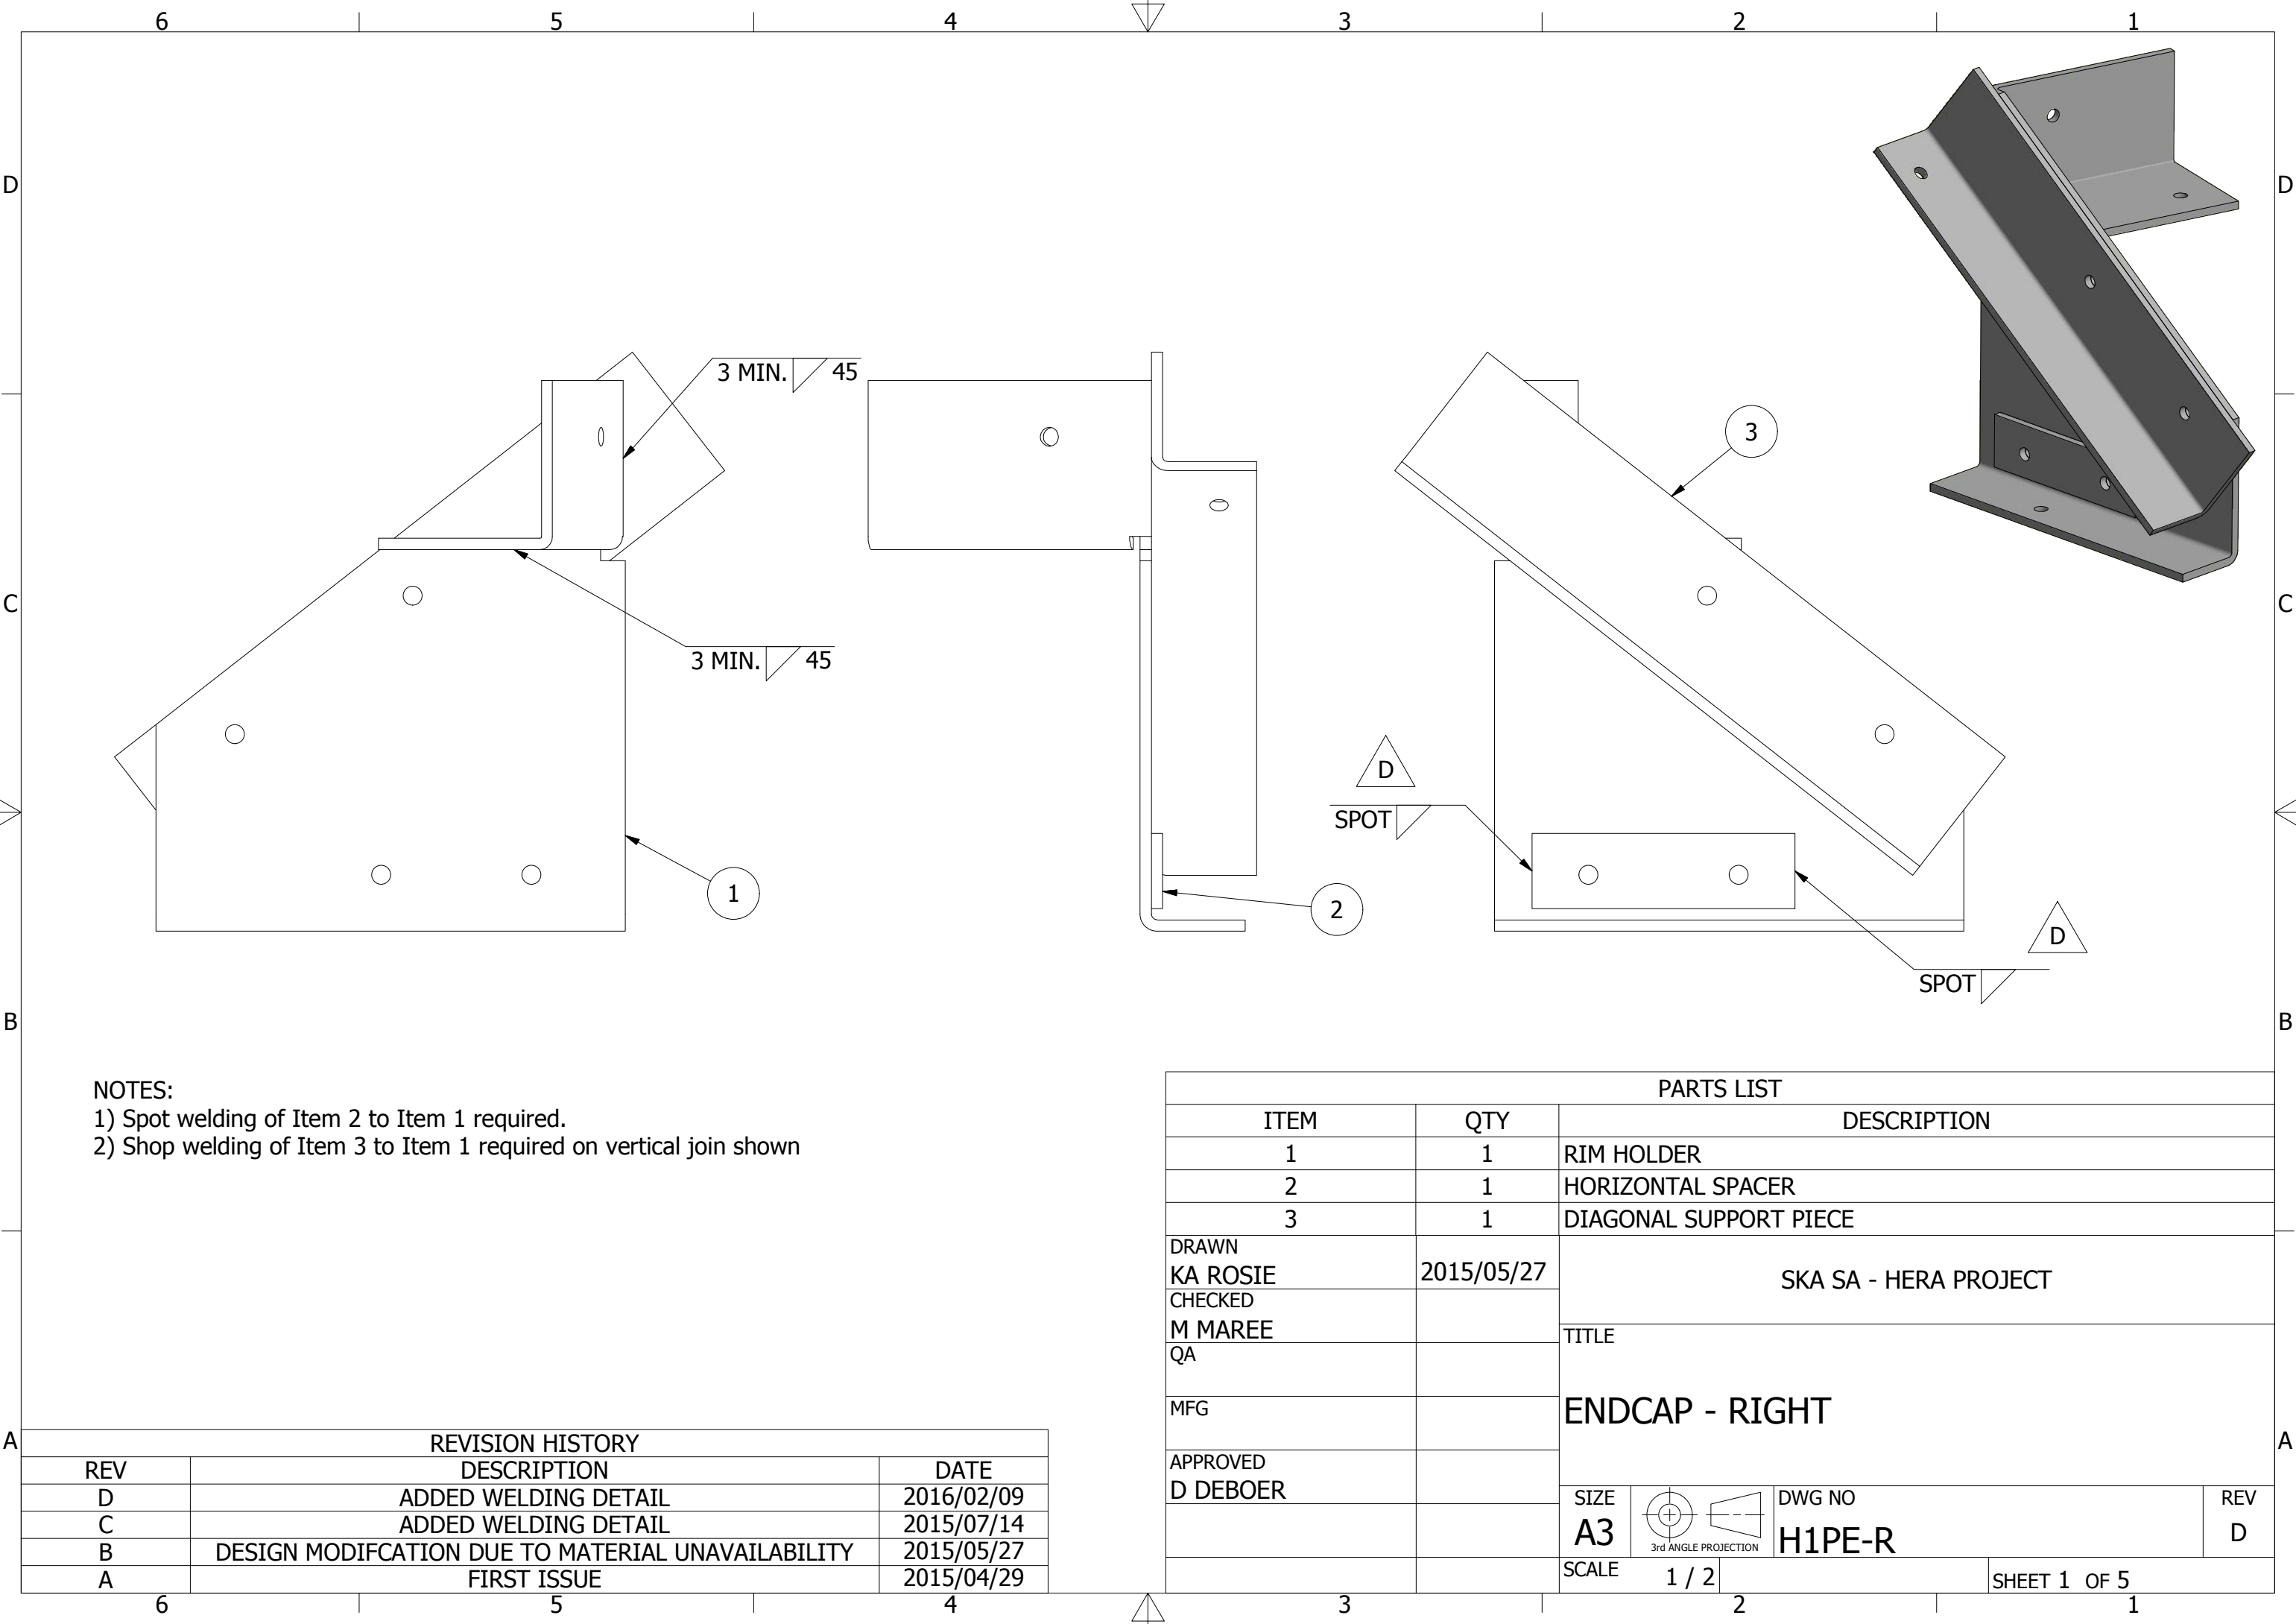 6 5 4 3 2 1
D D
3 MIN. 45
3
C C
3 MIN. 45
D
SPOT
1
2
D
SPOT
B B
NOTES:
1) Spot welding of Item 2 to Item 1 required.
2) Shop welding of Item 3 to Item 1 required on vertical join shown
PARTS LIST
ITEM QTY DESCRIPTION
1 1 RIM HOLDER
2 1 HORIZONTAL SPACER
3 1 DIAGONAL SUPPORT PIECE
DRAWN
KA ROSIE 2015/05/27
SKA SA - HERA PROJECT
CHECKED
M MAREE
TITLE
QA
ENDCAP - RIGHT
MFG
APPROVED
D DEBOER
SIZE
A3
3rd ANGLE PROJECTION
DWG NO
H1PE-R
REV
D
SCALE 1 / 2
SHEET 1 OF 5
A A
REVISION HISTORY
REV DESCRIPTION DATE
D ADDED WELDING DETAIL 2016/02/09
C ADDED WELDING DETAIL 2015/07/14
B DESIGN MODIFCATION DUE TO MATERIAL UNAVAILABILITY 2015/05/27
A FIRST ISSUE 2015/04/29
6 5 4 3 2 1